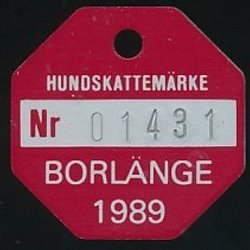 HUNDSKATTEMÄRKE
Nr 01431
BORLÄNGE
1989